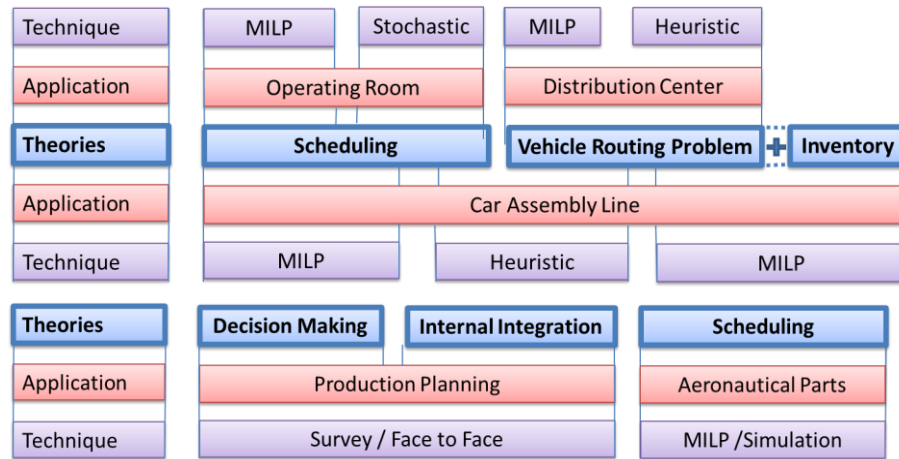 Technique MILP Stochastic MILP Heuristic
Application Operating Room Distribution Center
Theories Scheduling Vehicle Routing Problem + Inventory
Application Car Assembly Line
Technique MILP Heuristic MILP
Theories Decision Making Internal Integration Scheduling
Application Production Planning Aeronautical Parts
Technique Survey / Face to Face MILP /Simulation